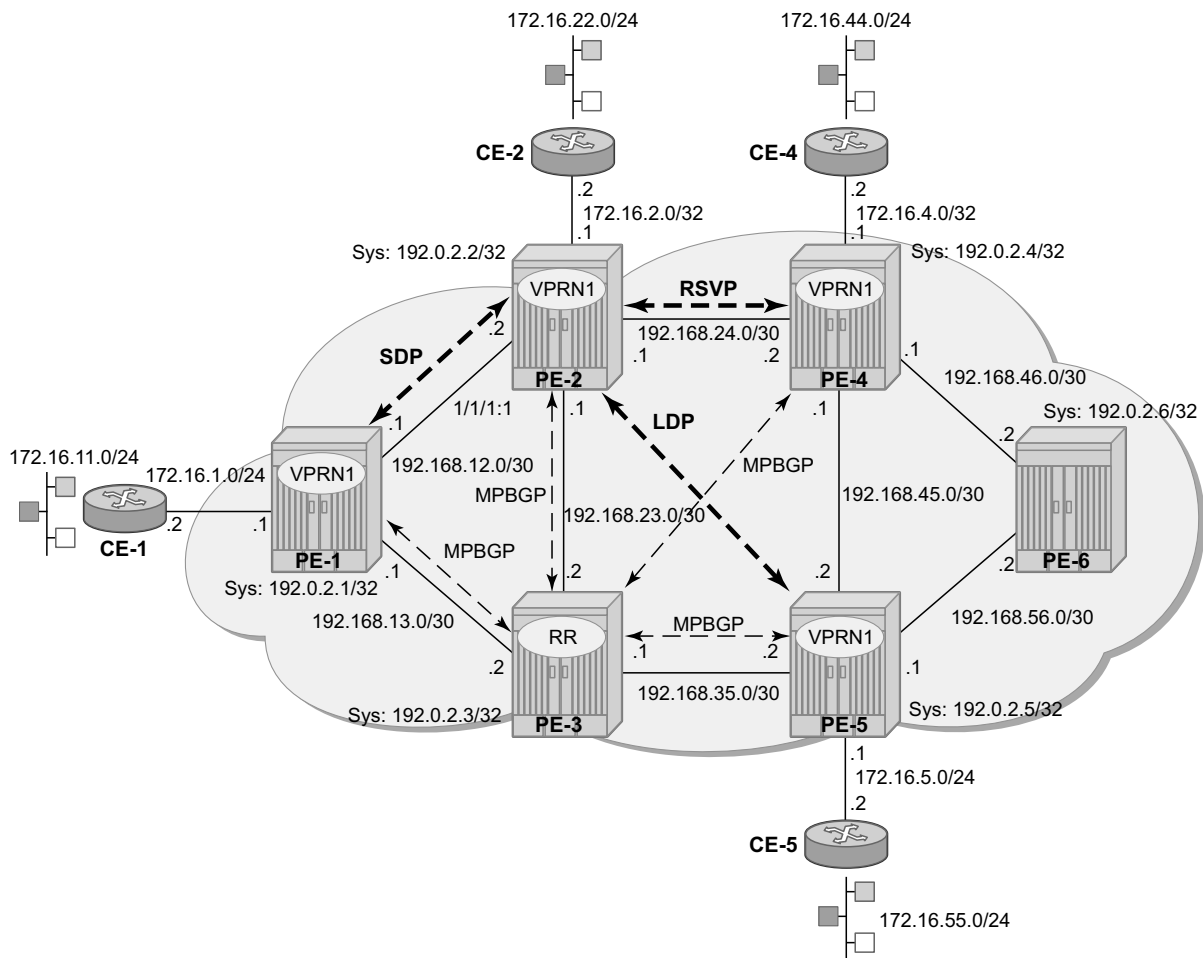 172.16.22.0/24
172.16.44.0/24
CE-2
CE-4
.2
.2
172.16.2.0/32
172.16.4.0/32
.1
.1
Sys: 192.0.2.2/32
Sys: 192.0.2.4/32
VPRN1
RSVP
VPRN1
.2
192.168.24.0/30
SDP
.1
.2
.1
PE-2
PE-4
192.168.46.0/30
1/1/1:1
.1
LDP
.1
Sys: 192.0.2.6/32
.1
172.16.11.0/24
192.168.12.0/30
.2
172.16.1.0/24
VPRN1
MPBGP
MPBGP
192.168.45.0/30
192.168.23.0/30
.2
.1
CE-1
PE-1
MPBGP
PE-6
.1
.2
.2
.2
Sys: 192.0.2.1/32
192.168.56.0/30
192.168.13.0/30
RR
MPBGP
VPRN1
.1
.2
.2
.1
192.168.35.0/30
Sys: 192.0.2.3/32
PE-3
PE-5
Sys: 192.0.2.5/32
.1
172.16.5.0/24
.2
CE-5
172.16.55.0/24